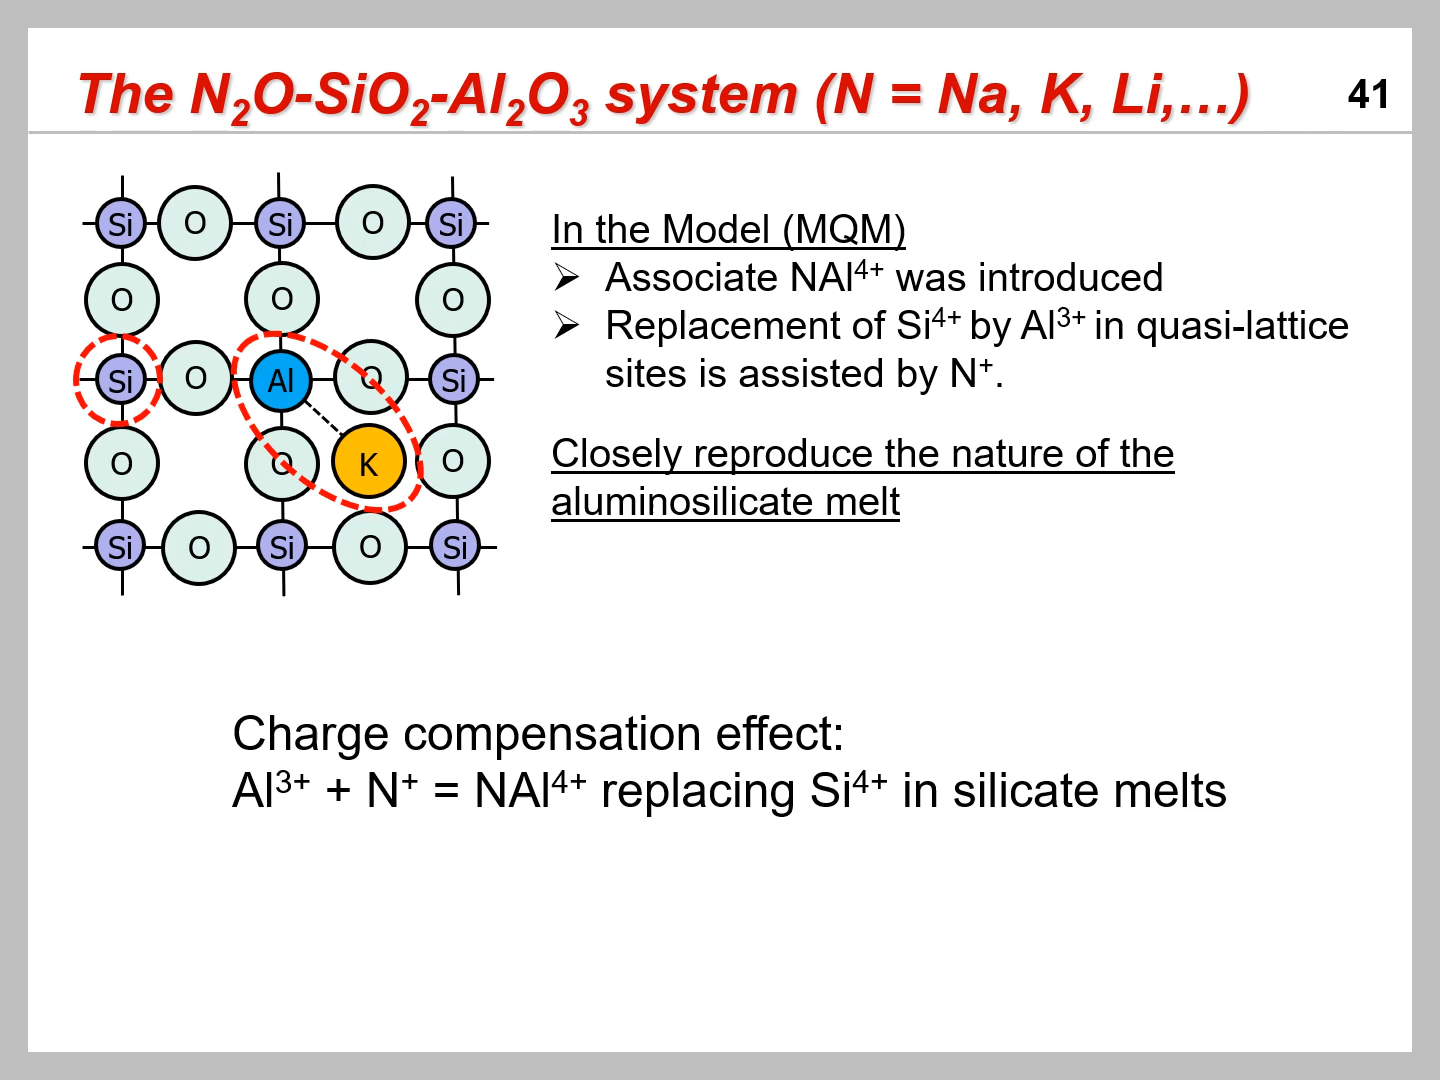 The N₂O-SiO₂-Al₂O₃ system (N = Na, K, Li,…)
41
Si O Si O Si
O O O
Si O Al O Si
O O K O
Si O Si O Si
In the Model (MQM)
➢ Associate NAl⁴⁺ was introduced
➢ Replacement of Si⁴⁺ by Al³⁺ in quasi-lattice
sites is assisted by N⁺.
Closely reproduce the nature of the
aluminosilicate melt
Charge compensation effect:
Al³⁺ + N⁺ = NAl⁴⁺ replacing Si⁴⁺ in silicate melts